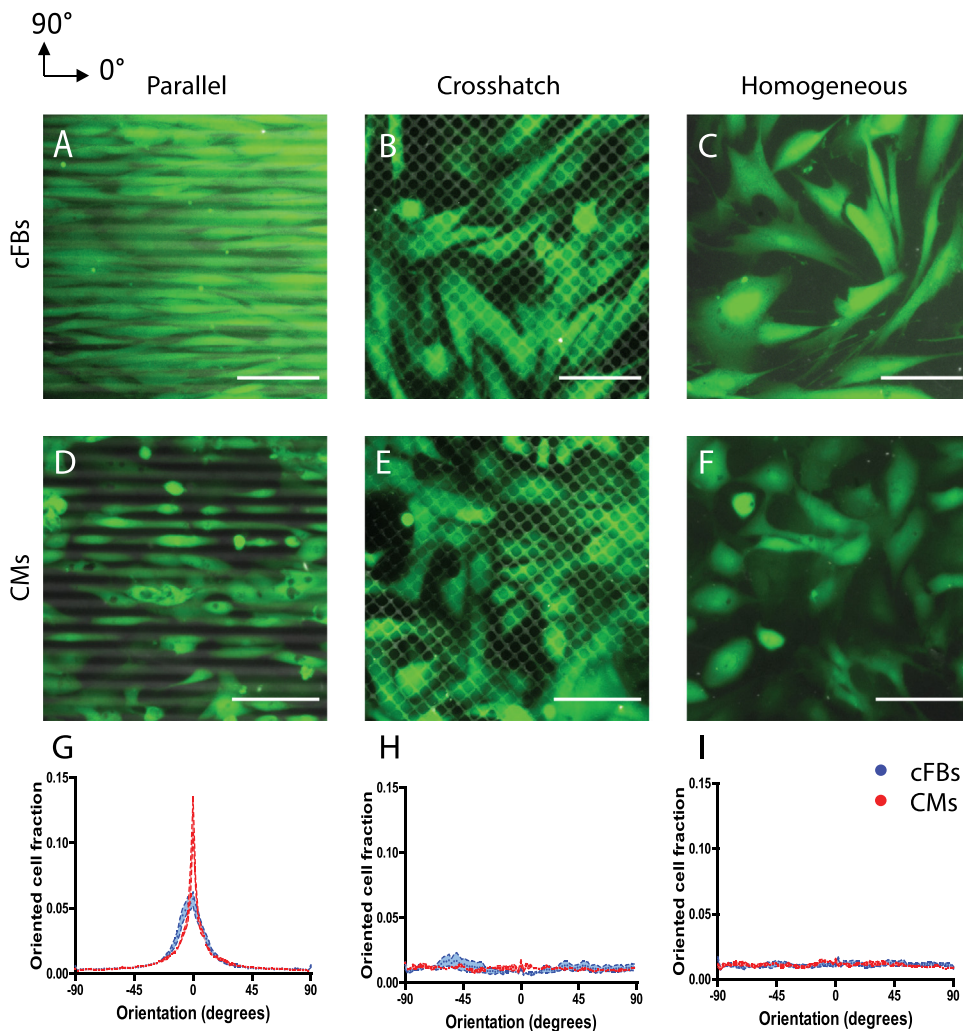 90°
0°
Parallel
Crosshatch
Homogeneous
cFBs
A
B
C
CMs
D
E
F
G
H
I
cFBs
CMs
Oriented cell fraction
0.15
0.10
0.05
0.00
-90
-45
0
45
90
Orientation (degrees)
Oriented cell fraction
0.15
0.10
0.05
0.00
-90
-45
0
45
90
Orientation (degrees)
Oriented cell fraction
0.15
0.10
0.05
0.00
-90
-45
0
45
90
Orientation (degrees)